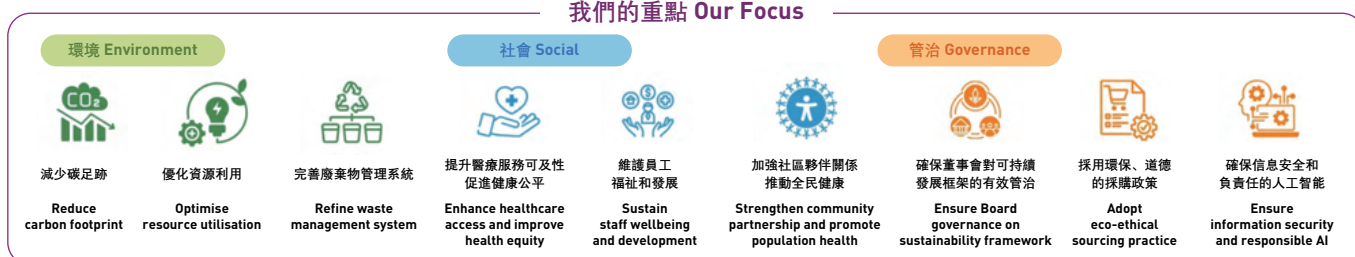 我們的重點 Our Focus
環境 Environment
社會 Social
管治 Governance
CO₂
減少碳足跡
Reduce
carbon footprint
優化資源利用
Optimise
resource utilisation
完善廢棄物管理系統
Refine waste
management system
提升醫療服務可及性
促進健康公平
Enhance healthcare
access and improve
health equity
維護員工
福祉和發展
Sustain
staff wellbeing
and development
加強社區夥伴關係
推動全民健康
Strengthen community
partnership and promote
population health
確保董事會對可持續
發展框架的有效管治
Ensure Board
governance on
sustainability framework
採用環保、道德
的採購政策
Adopt
eco-ethical
sourcing practice
確保信息安全和
負責任的人工智能
Ensure
information security
and responsible AI